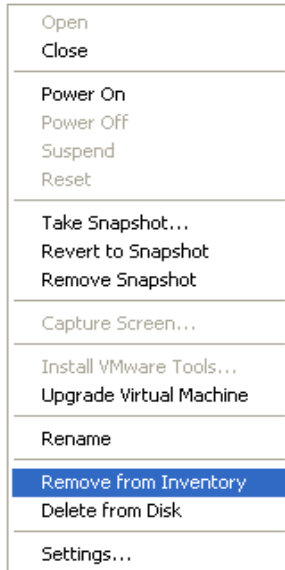 Open
Close
Power On
Power Off
Suspend
Reset
Take Snapshot...
Revert to Snapshot
Remove Snapshot
Capture Screen...
Install VMware Tools...
Upgrade Virtual Machine
Rename
Remove from Inventory
Delete from Disk
Settings...